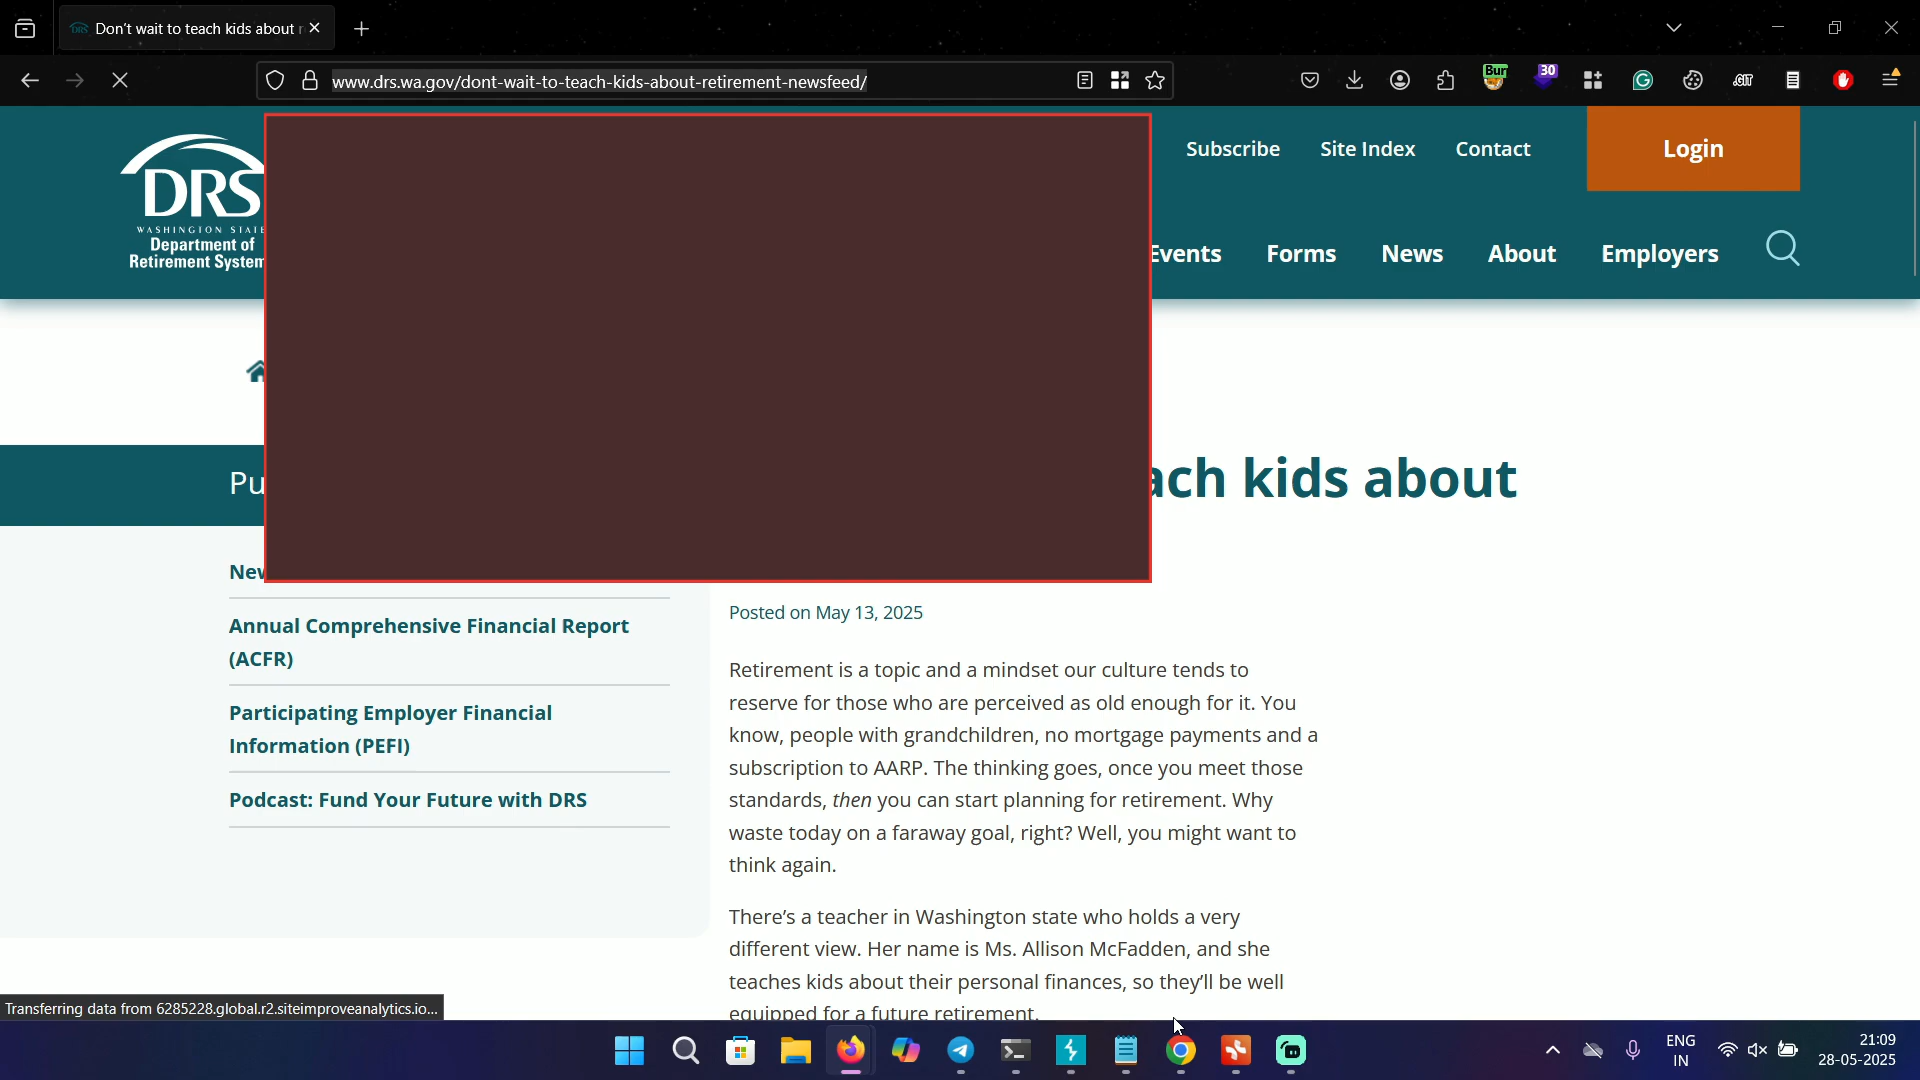 Don't wait to teach kids about
www.drs.wa.gov/dont-wait-to-teach-kids-about-retirement-newsfeed/
Bur
30
.GIT
Subscribe
Site Index
Contact
Login
DRS
WASHINGTON STATE
Department of
Retirement System
Events
Forms
News
About
Employers
Pu
ach kids about
New
Annual Comprehensive Financial Report
(ACFR)
Participating Employer Financial
Information (PEFI)
Podcast: Fund Your Future with DRS
Posted on May 13, 2025
Retirement is a topic and a mindset our culture tends to
reserve for those who are perceived as old enough for it. You
know, people with grandchildren, no mortgage payments and a
subscription to AARP. The thinking goes, once you meet those
standards, then you can start planning for retirement. Why
waste today on a faraway goal, right? Well, you might want to
think again.
There's a teacher in Washington state who holds a very
different view. Her name is Ms. Allison McFadden, and she
teaches kids about their personal finances, so they'll be well
equipped for a future retirement.
Transferring data from 6285228.global.r2.siteimproveanalytics.io...
ENG
IN
21:09
28-05-2025